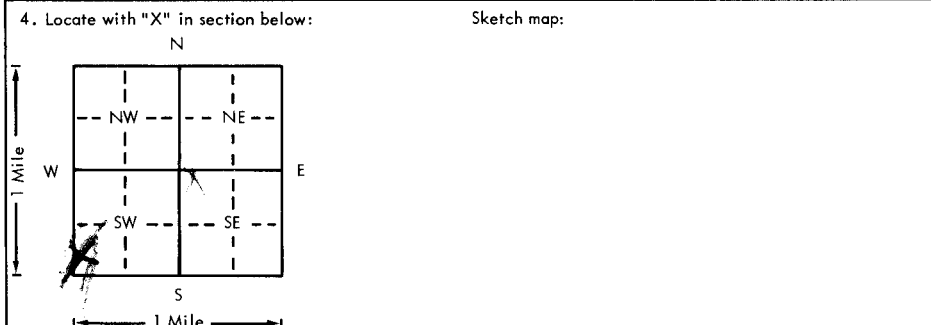 4. Locate with "X" in section below: Sketch map:
N
NW NE
W E
1 Mile
SW SE
X
S
1 Mile